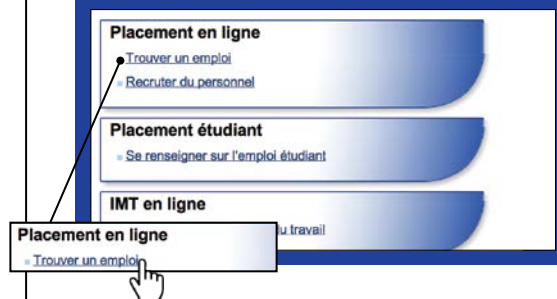 Placement en ligne
Trouver un emploi
Recruter du personnel
Placement étudiant
Se renseigner sur l'emploi étudiant
IMT en ligne
du travail
Placement en ligne
Trouver un emploi